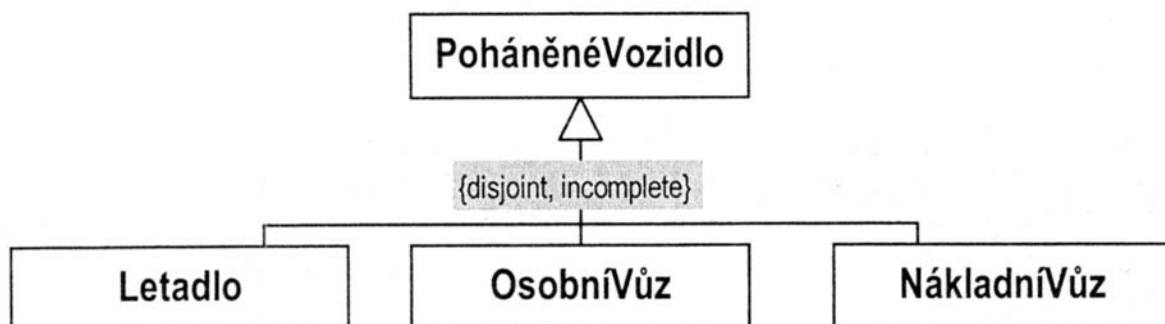 PoháněnéVozidlo
{disjoint, incomplete}
Letadlo
OsobníVůz
NákladníVůz